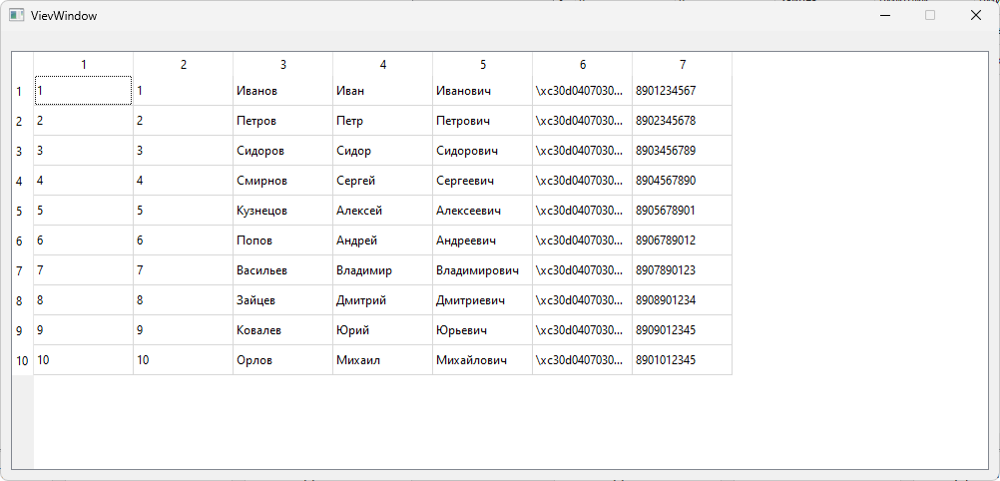 VievWindow
1 2 3 4 5 6 7
1 1 1 Иванов Иван Иванович \xc30d0407030... 8901234567
2 2 2 Петров Петр Петрович \xc30d0407030... 8902345678
3 3 3 Сидоров Сидор Сидорович \xc30d0407030... 8903456789
4 4 4 Смирнов Сергей Сергеевич \xc30d0407030... 8904567890
5 5 5 Кузнецов Алексей Алексеевич \xc30d0407030... 8905678901
6 6 6 Попов Андрей Андреевич \xc30d0407030... 8906789012
7 7 7 Васильев Владимир Владимирович \xc30d0407030... 8907890123
8 8 8 Зайцев Дмитрий Дмитриевич \xc30d0407030... 8908901234
9 9 9 Ковалев Юрий Юрьевич \xc30d0407030... 8909012345
10 10 10 Орлов Михаил Михайлович \xc30d0407030... 8901012345